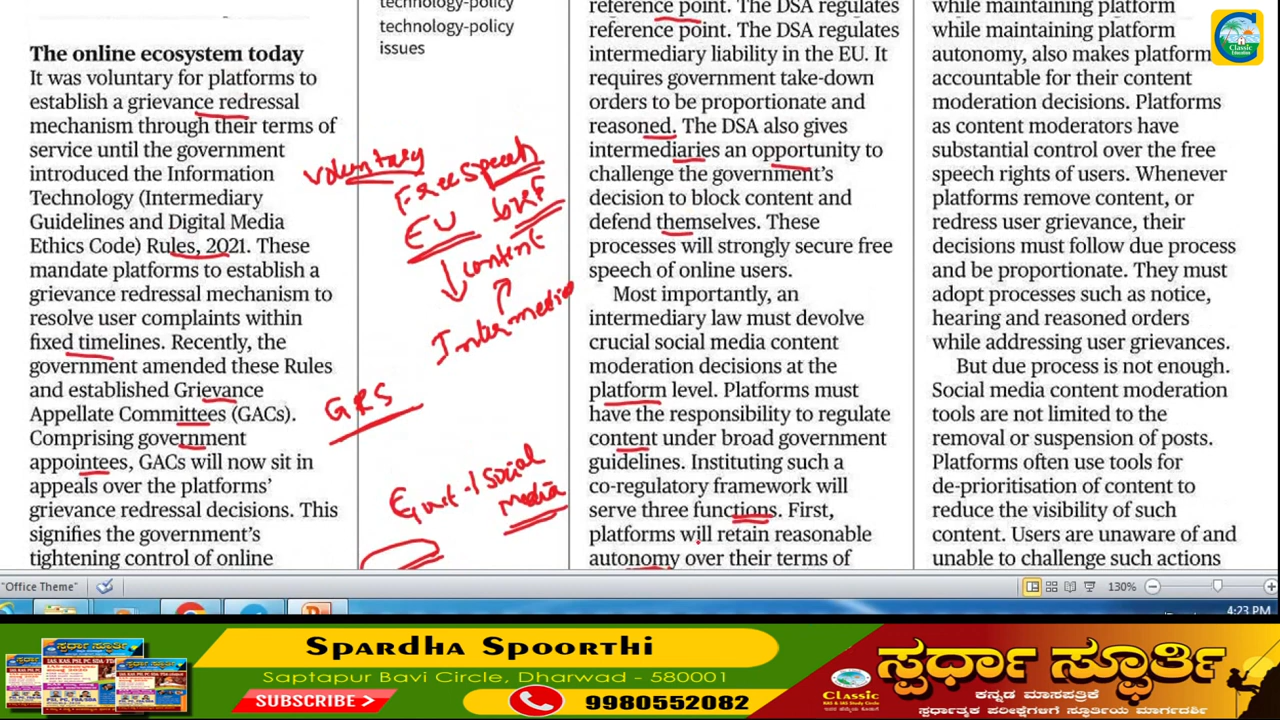 The online ecosystem today
It was voluntary for platforms to
establish a grievance redressal
mechanism through their terms of
service until the government
introduced the Information
Technology (Intermediary
Guidelines and Digital Media
Ethics Code) Rules, 2021. These
mandate platforms to establish a
grievance redressal mechanism to
resolve user complaints within
fixed timelines. Recently, the
government amended these Rules
and established Grievance
Appellate Committees (GACs).
Comprising government
appointees, GACs will now sit in
appeals over the platforms'
grievance redressal decisions. This
signifies the government's
tightening control of online
technology-policy
technology-policy
issues
voluntary
Free speech
EU
content
Intermedia
GRS
Govt
Social
media
reference point. The DSA regulates
reference point. The DSA regulates
intermediary liability in the EU. It
requires government take-down
orders to be proportionate and
reasoned. The DSA also gives
intermediaries an opportunity to
challenge the government's
decision to block content and
defend themselves. These
processes will strongly secure free
speech of online users.
Most importantly, an
intermediary law must devolve
crucial social media content
moderation decisions at the
platform level. Platforms must
have the responsibility to regulate
content under broad government
guidelines. Instituting such a
co-regulatory framework will
serve three functions. First,
platforms will retain reasonable
autonomy over their terms of
while maintaining platform
while maintaining platform
autonomy, also makes platform
accountable for their content
moderation decisions. Platforms
as content moderators have
substantial control over the free
speech rights of users. Whenever
platforms remove content, or
redress user grievance, their
decisions must follow due process
and be proportionate. They must
adopt processes such as notice,
hearing and reasoned orders
while addressing user grievances.
But due process is not enough.
Social media content moderation
tools are not limited to the
removal or suspension of posts.
Platforms often use tools for
de-prioritisation of content to
reduce the visibility of such
content. Users are unaware of and
unable to challenge such actions
Classic
Education
"Office Theme"
130%
4:23 PM
Spardha Spoorthi
Saptapur Bavi Circle, Dharwad - 580001
SUBSCRIBE
9980552082
ಸ್ಪರ್ಧಾ ಸ್ಫೂರ್ತಿ
Classic
KAS & IAS Study Circle
ಕನ್ನಡ ಮಾಸಪತ್ರಿಕೆ
ಸ್ಪರ್ಧಾತ್ಮಕ ಪರೀಕ್ಷೆಗಳಿಗೆ ಸ್ಫೂರ್ತಿಯ ಮಾರ್ಗದರ್ಶಿ